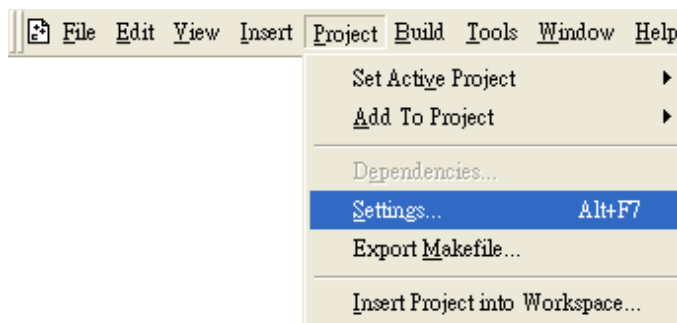 File Edit View Insert Project Build Tools Window Help
Set Active Project
Add To Project
Dependencies...
Settings... Alt+F7
Export Makefile...
Insert Project into Workspace...